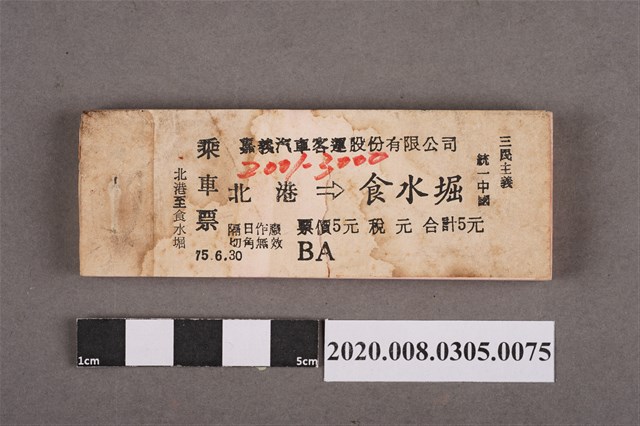 嘉義汽車客運股份有限公司
2001-3000
乘車票
北港⇒食水堀
北港至食水堀
三民主義
統一中國
票價5元 稅 元 合計5元
隔日作廢
切角無效
75.6.30
BA
1cm
5cm
2020.008.0305.0075